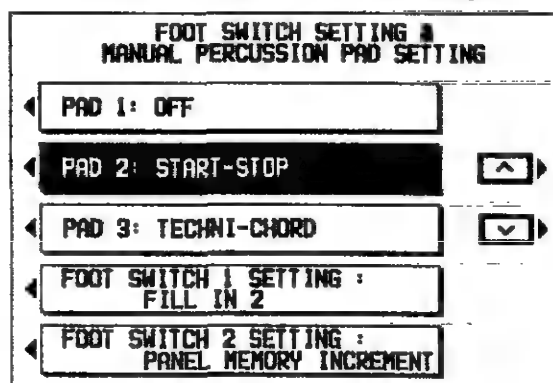 FOOT SWITCH SETTING &
MANUAL PERCUSSION PAD SETTING
PAD 1: OFF
PAD 2: START-STOP
PAD 3: TECHNI-CHORD
FOOT SWITCH 1 SETTING :
FILL IN 2
FOOT SWITCH 2 SETTING :
PANEL MEMORY INCREMENT